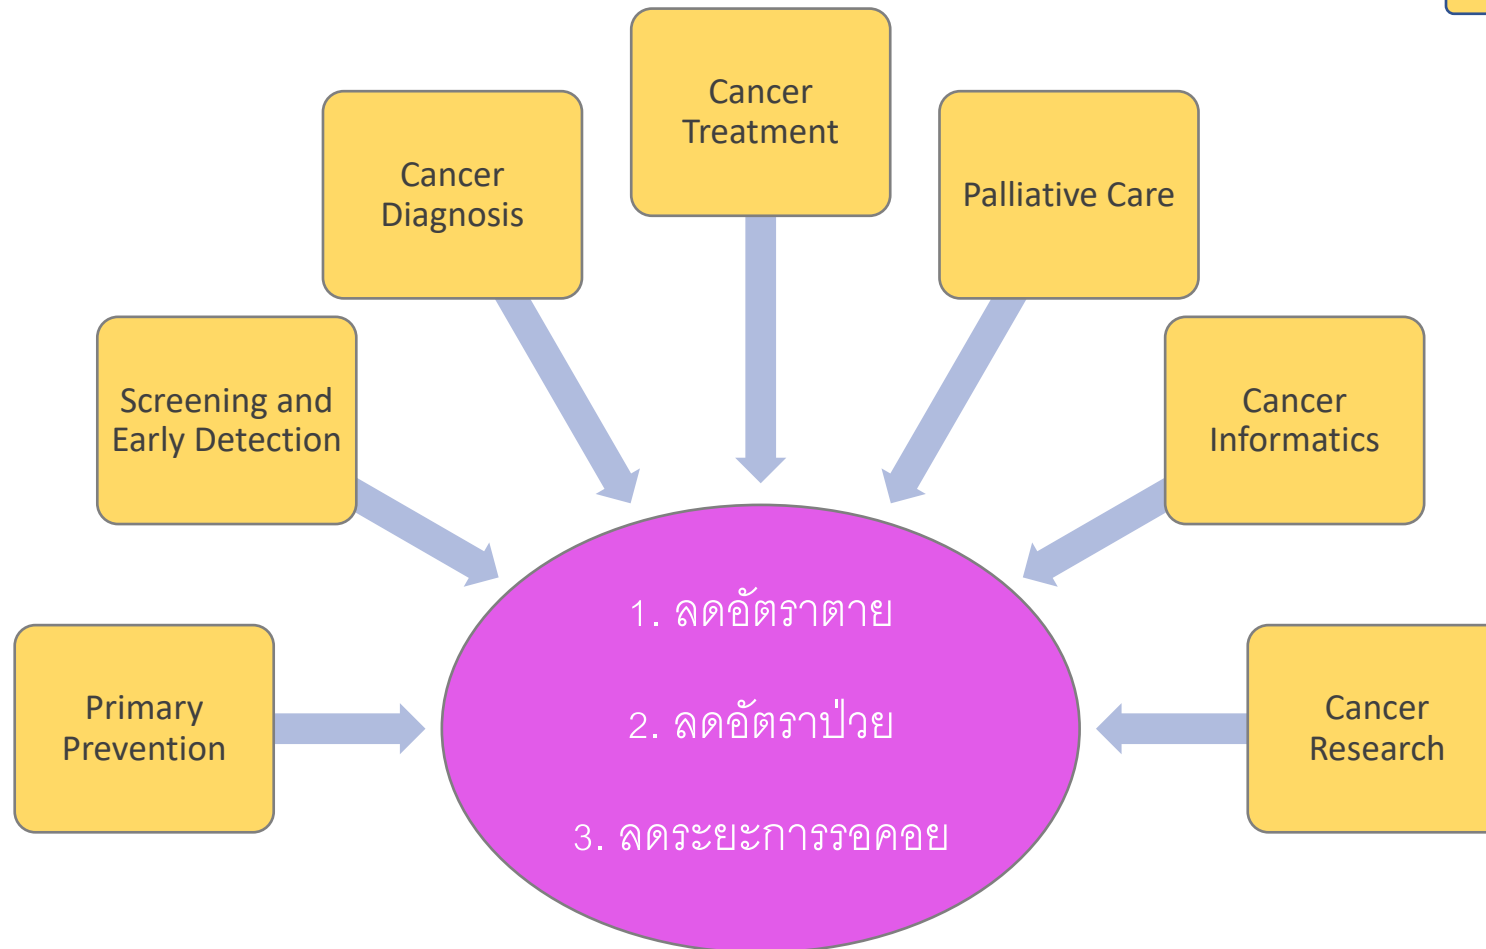 Cancer
Treatment
Cancer
Diagnosis
Palliative Care
Screening and
Early Detection
Cancer
Informatics
Primary
Prevention
Cancer
Research
1. ลดอัตราตาย
2. ลดอัตราป่วย
3. ลดระยะการรอคอย